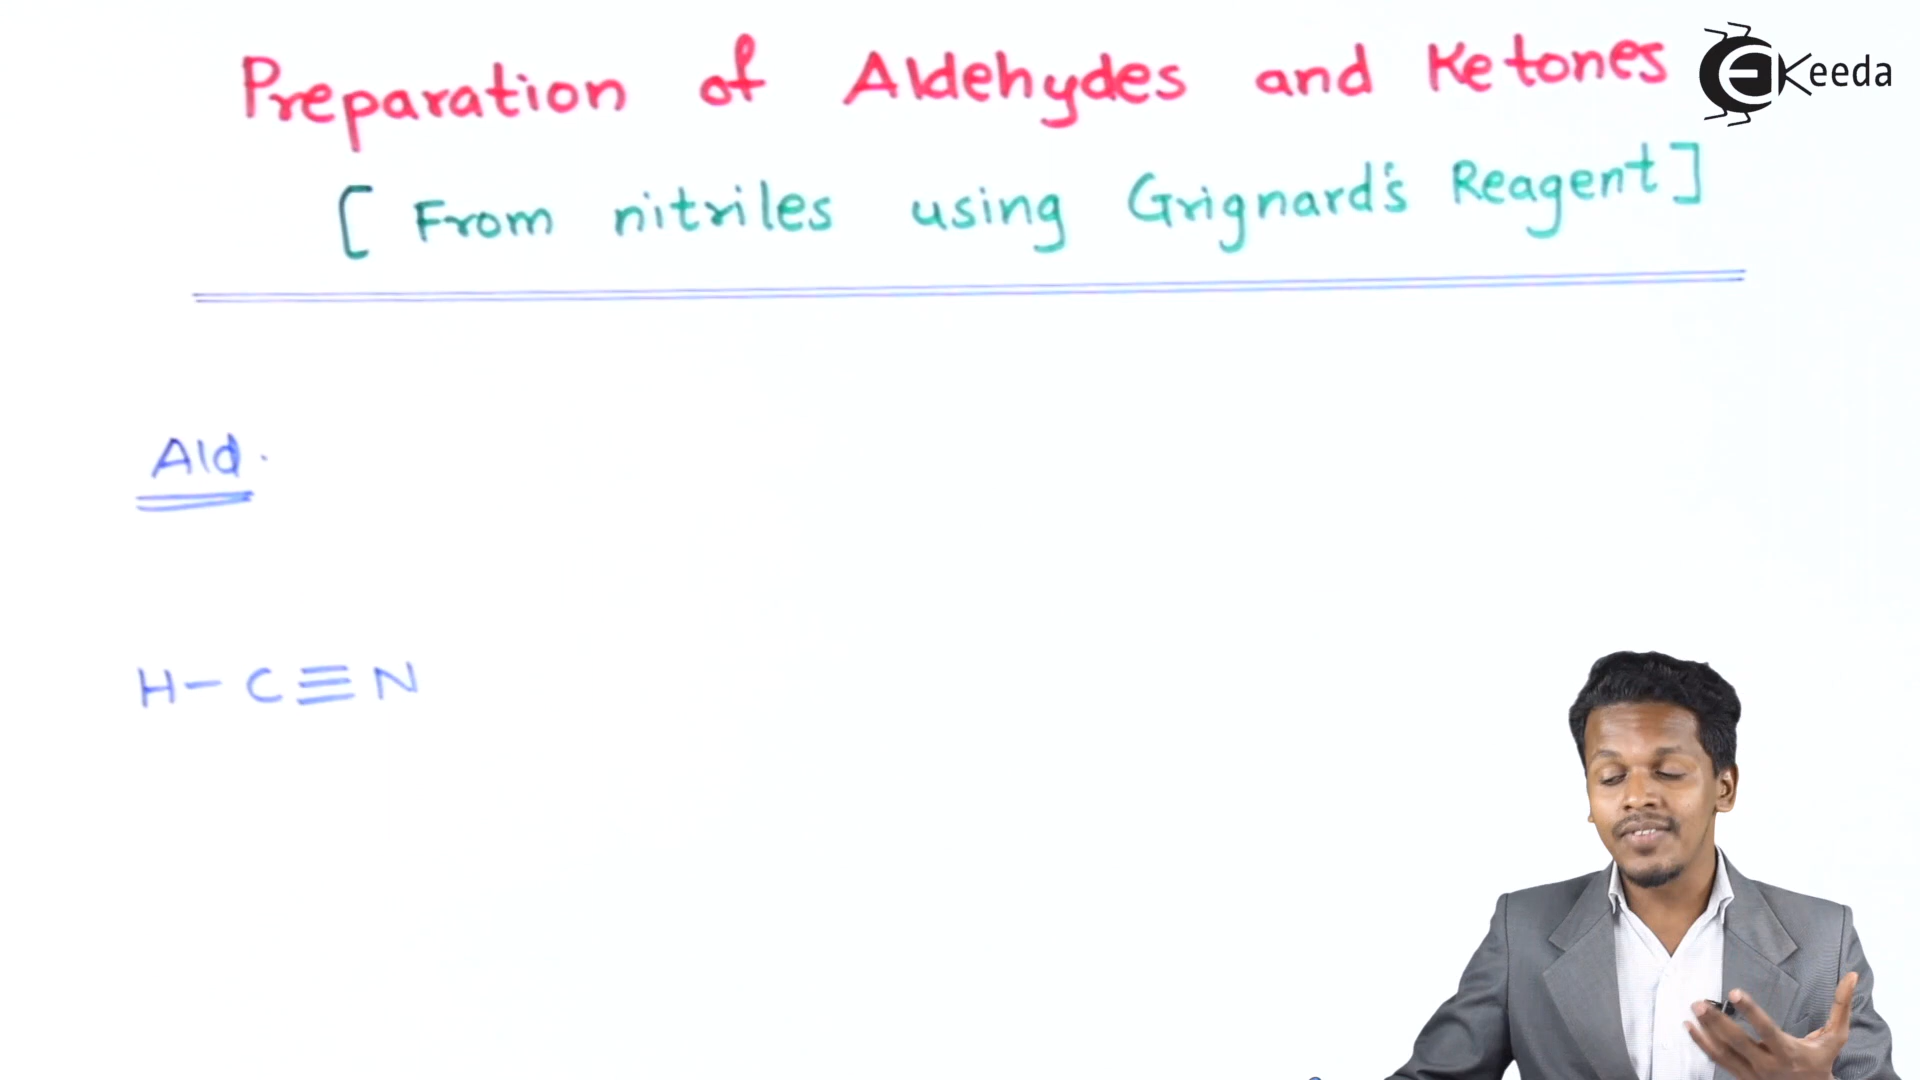 Preparation of Aldehydes and Ketones
[ From nitriles using Grignard's Reagent ]
EKeeda
Ald.
H - C ≡ N